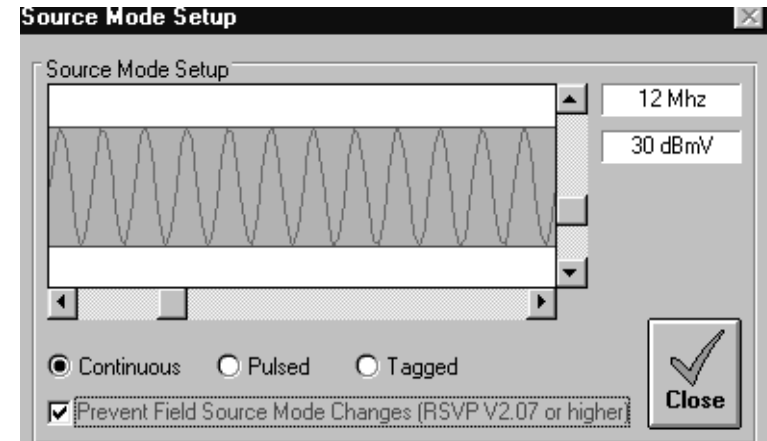 Source Mode Setup
Source Mode Setup
12 Mhz
30 dBmV
Continuous Pulsed Tagged
Prevent Field Source Mode Changes (RSVP V2.07 or higher)
Close